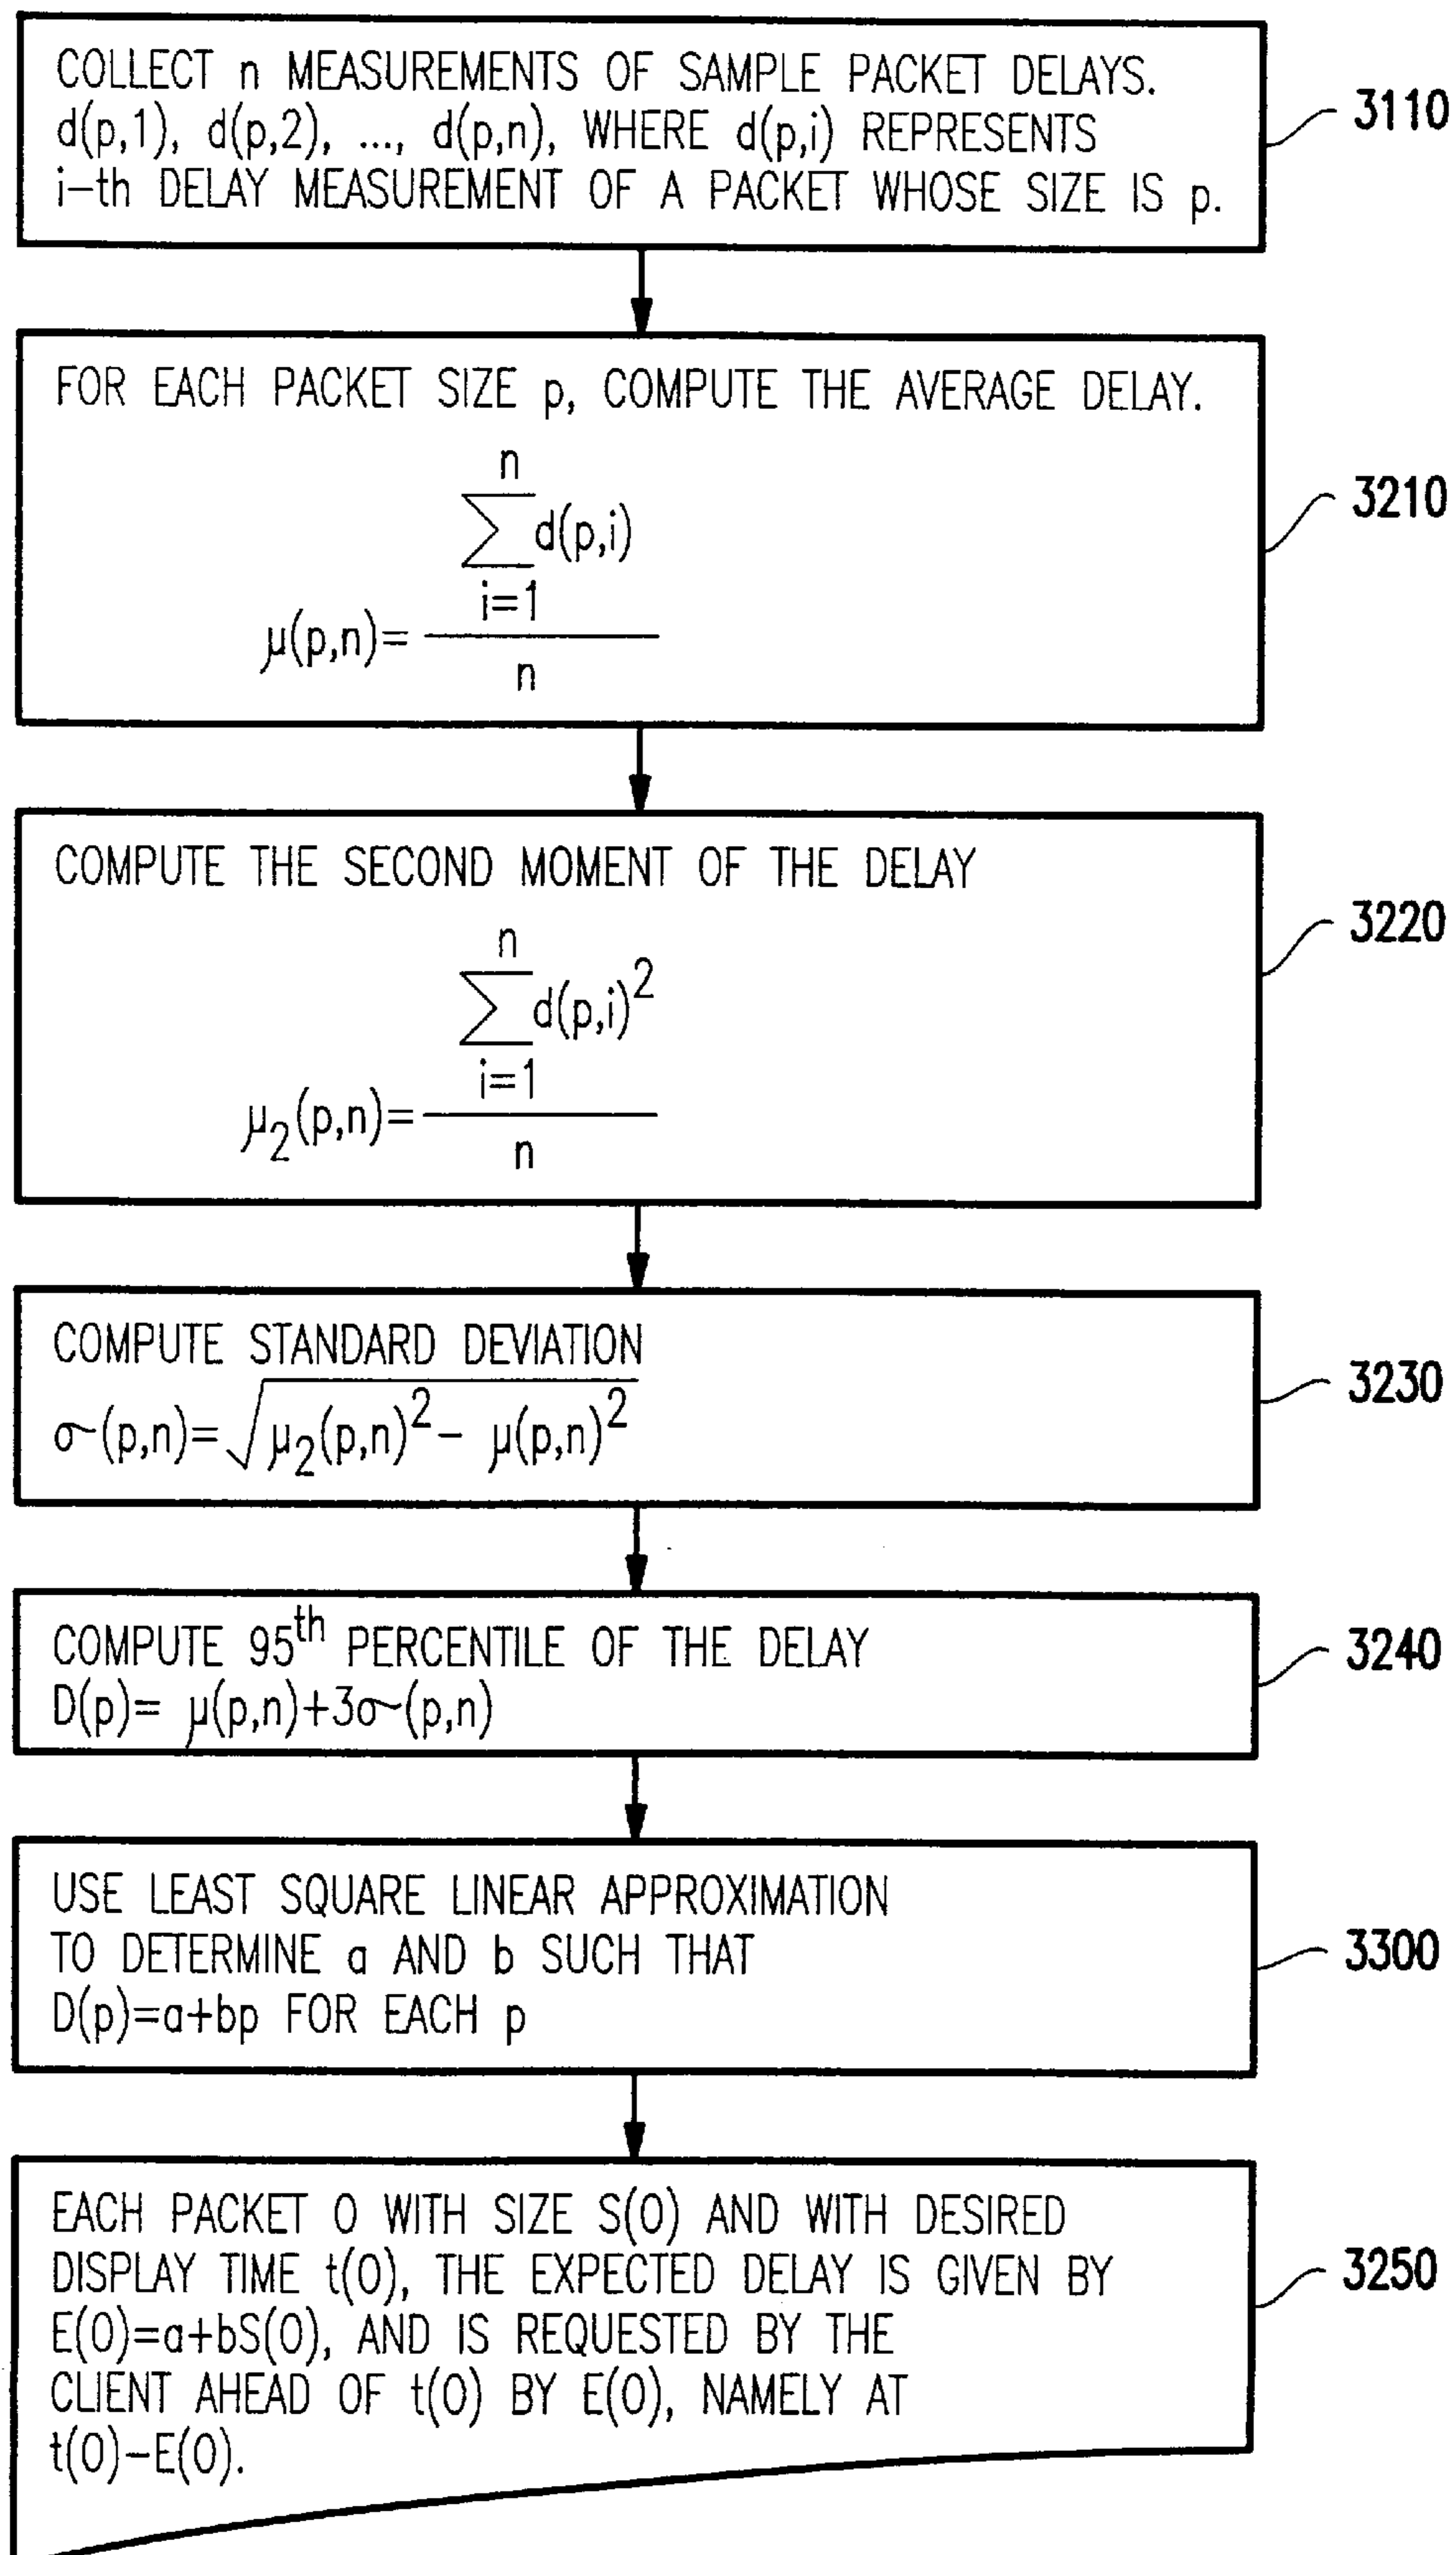 COLLECT n MEASUREMENTS OF SAMPLE PACKET DELAYS.
d(p,1), d(p,2), ..., d(p,n), WHERE d(p,i) REPRESENTS
i-th DELAY MEASUREMENT OF A PACKET WHOSE SIZE IS p.
3110
FOR EACH PACKET SIZE p, COMPUTE THE AVERAGE DELAY.
n
∑d(p,i)
i=1
μ(p,n)=
n
3210
COMPUTE THE SECOND MOMENT OF THE DELAY
n
∑d(p,i)²
i=1
μ₂(p,n)=
n
3220
COMPUTE STANDARD DEVIATION
σ(p,n)=√μ₂(p,n)²- μ(p,n)²
3230
COMPUTE 95th PERCENTILE OF THE DELAY
D(p)= μ(p,n)+3σ(p,n)
3240
USE LEAST SQUARE LINEAR APPROXIMATION
TO DETERMINE a AND b SUCH THAT
D(p)=a+bp FOR EACH p
3300
EACH PACKET O WITH SIZE S(O) AND WITH DESIRED
DISPLAY TIME t(O), THE EXPECTED DELAY IS GIVEN BY
E(O)=a+bS(O), AND IS REQUESTED BY THE
CLIENT AHEAD OF t(O) BY E(O), NAMELY AT
t(O)-E(O).
3250